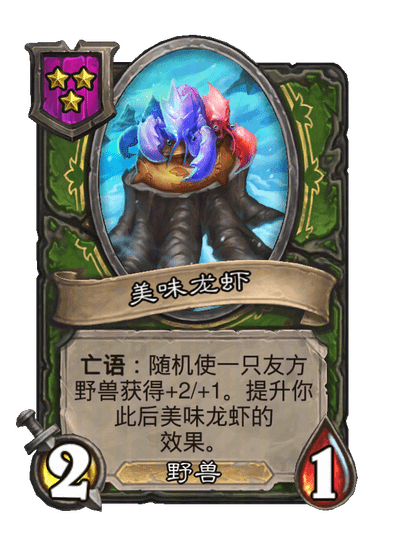 美味龙虾
亡语：随机使一只友方
野兽获得+2/+1。提升你
此后美味龙虾的
效果。
2
野兽
1